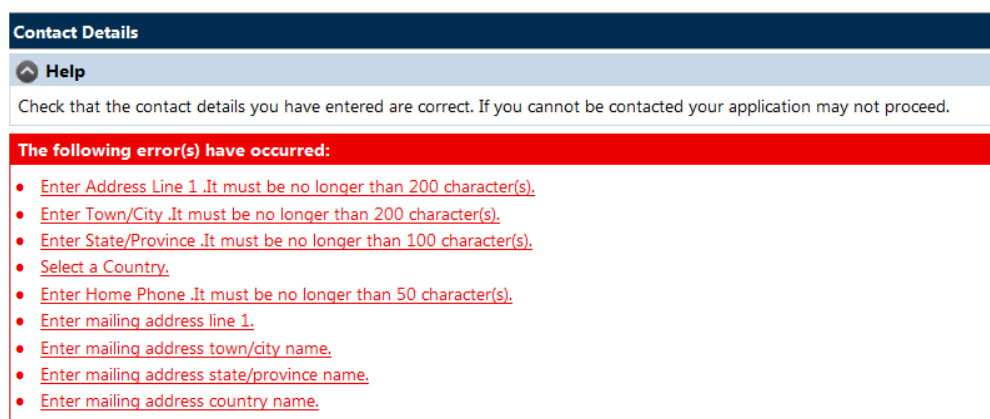 Contact Details
Help
Check that the contact details you have entered are correct. If you cannot be contacted your application may not proceed.
The following error(s) have occurred:
• Enter Address Line 1 .It must be no longer than 200 character(s).
• Enter Town/City .It must be no longer than 200 character(s).
• Enter State/Province .It must be no longer than 100 character(s).
• Select a Country.
• Enter Home Phone .It must be no longer than 50 character(s).
• Enter mailing address line 1.
• Enter mailing address town/city name.
• Enter mailing address state/province name.
• Enter mailing address country name.